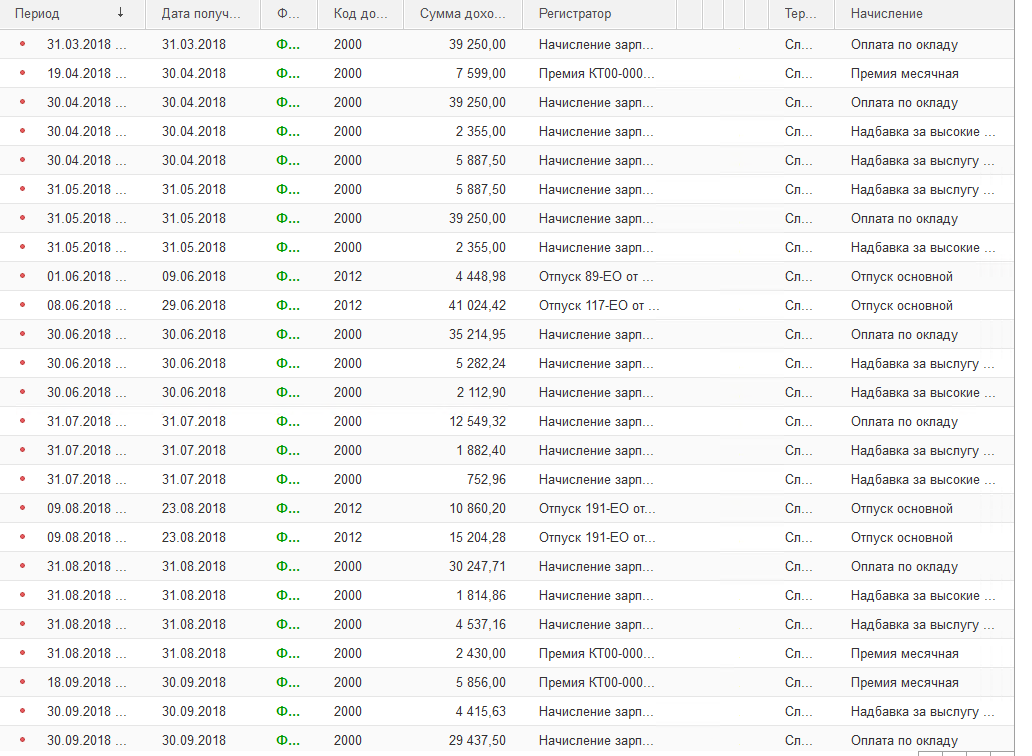 Период ↓ Дата получ... Ф... Код до... Сумма дохо... Регистратор Тер... Начисление
31.03.2018 ... 31.03.2018 Ф... 2000 39 250,00 Начисление зарп... Сл... Оплата по окладу
19.04.2018 ... 30.04.2018 Ф... 2000 7 599,00 Премия КТ00-000... Сл... Премия месячная
30.04.2018 ... 30.04.2018 Ф... 2000 39 250,00 Начисление зарп... Сл... Оплата по окладу
30.04.2018 ... 30.04.2018 Ф... 2000 2 355,00 Начисление зарп... Сл... Надбавка за высокие ...
30.04.2018 ... 30.04.2018 Ф... 2000 5 887,50 Начисление зарп... Сл... Надбавка за выслугу ...
31.05.2018 ... 31.05.2018 Ф... 2000 5 887,50 Начисление зарп... Сл... Надбавка за выслугу ...
31.05.2018 ... 31.05.2018 Ф... 2000 39 250,00 Начисление зарп... Сл... Оплата по окладу
31.05.2018 ... 31.05.2018 Ф... 2000 2 355,00 Начисление зарп... Сл... Надбавка за высокие ...
01.06.2018 ... 09.06.2018 Ф... 2012 4 448,98 Отпуск 89-ЕО от ... Сл... Отпуск основной
08.06.2018 ... 29.06.2018 Ф... 2012 41 024,42 Отпуск 117-ЕО от ... Сл... Отпуск основной
30.06.2018 ... 30.06.2018 Ф... 2000 35 214,95 Начисление зарп... Сл... Оплата по окладу
30.06.2018 ... 30.06.2018 Ф... 2000 5 282,24 Начисление зарп... Сл... Надбавка за выслугу ...
30.06.2018 ... 30.06.2018 Ф... 2000 2 112,90 Начисление зарп... Сл... Надбавка за высокие ...
31.07.2018 ... 31.07.2018 Ф... 2000 12 549,32 Начисление зарп... Сл... Оплата по окладу
31.07.2018 ... 31.07.2018 Ф... 2000 1 882,40 Начисление зарп... Сл... Надбавка за выслугу ...
31.07.2018 ... 31.07.2018 Ф... 2000 752,96 Начисление зарп... Сл... Надбавка за высокие ...
09.08.2018 ... 23.08.2018 Ф... 2012 10 860,20 Отпуск 191-ЕО от... Сл... Отпуск основной
09.08.2018 ... 23.08.2018 Ф... 2012 15 204,28 Отпуск 191-ЕО от... Сл... Отпуск основной
31.08.2018 ... 31.08.2018 Ф... 2000 30 247,71 Начисление зарп... Сл... Оплата по окладу
31.08.2018 ... 31.08.2018 Ф... 2000 1 814,86 Начисление зарп... Сл... Надбавка за высокие ...
31.08.2018 ... 31.08.2018 Ф... 2000 4 537,16 Начисление зарп... Сл... Надбавка за выслугу ...
31.08.2018 ... 31.08.2018 Ф... 2000 2 430,00 Премия КТ00-000... Сл... Премия месячная
18.09.2018 ... 30.09.2018 Ф... 2000 5 856,00 Премия КТ00-000... Сл... Премия месячная
30.09.2018 ... 30.09.2018 Ф... 2000 4 415,63 Начисление зарп... Сл... Надбавка за выслугу ...
30.09.2018 ... 30.09.2018 Ф... 2000 29 437,50 Начисление зарп... Сл... Оплата по окладу